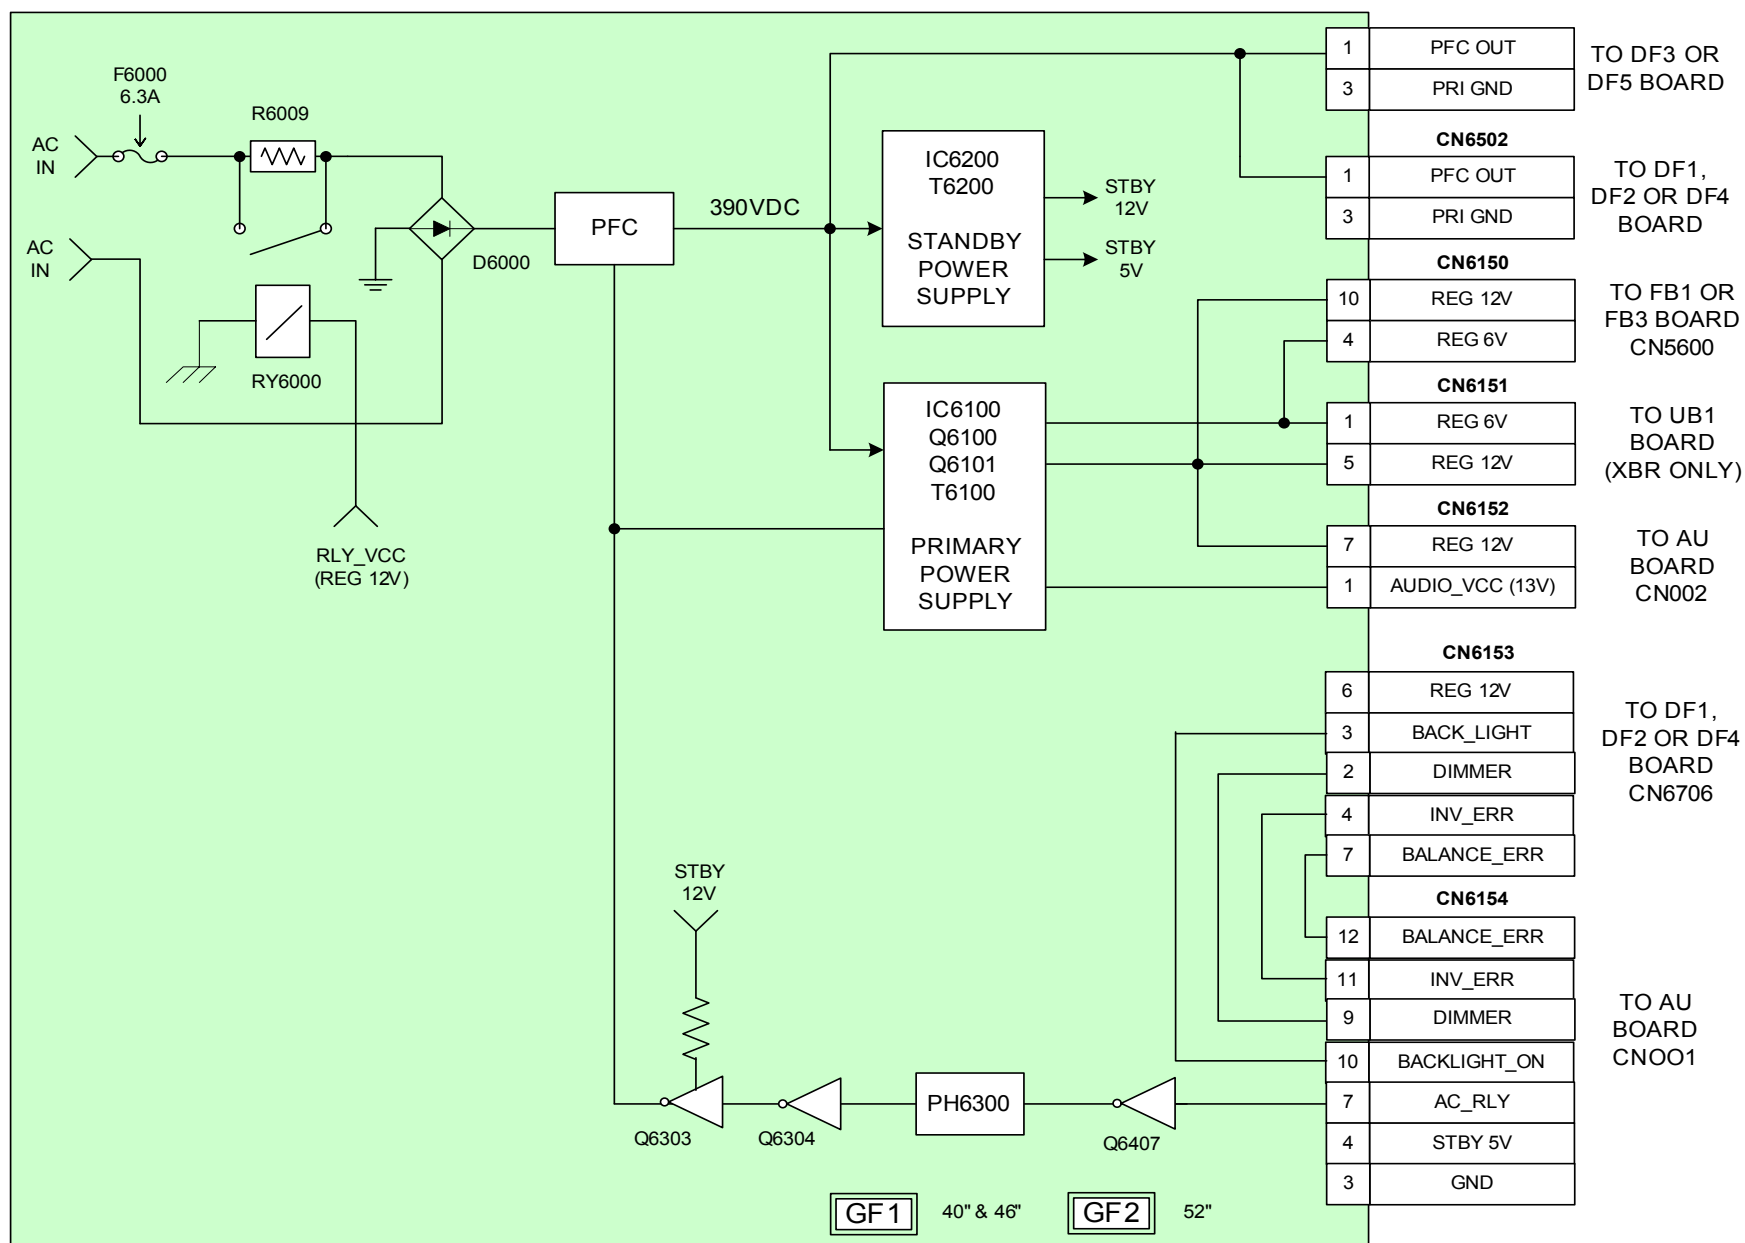 F6000
6.3A
R6009
AC
IN
AC
IN
D6000
RY6000
RLY_VCC
(REG 12V)
PFC
390VDC
IC6200
T6200
STANDBY
POWER
SUPPLY
STBY
12V
STBY
5V
IC6100
Q6100
Q6101
T6100
PRIMARY
POWER
SUPPLY
1 PFC OUT
3 PRI GND
TO DF3 OR
DF5 BOARD
CN6502
1 PFC OUT
3 PRI GND
TO DF1,
DF2 OR DF4
BOARD
CN6150
10 REG 12V
4 REG 6V
TO FB1 OR
FB3 BOARD
CN5600
CN6151
1 REG 6V
5 REG 12V
TO UB1
BOARD
(XBR ONLY)
CN6152
7 REG 12V
1 AUDIO_VCC (13V)
TO AU
BOARD
CN002
CN6153
6 REG 12V
3 BACK_LIGHT
2 DIMMER
4 INV_ERR
7 BALANCE_ERR
TO DF1,
DF2 OR DF4
BOARD
CN6706
CN6154
12 BALANCE_ERR
11 INV_ERR
9 DIMMER
10 BACKLIGHT_ON
7 AC_RLY
4 STBY 5V
3 GND
TO AU
BOARD
CNOO1
STBY
12V
Q6303
Q6304
PH6300
Q6407
GF1 40" & 46" GF2 52"